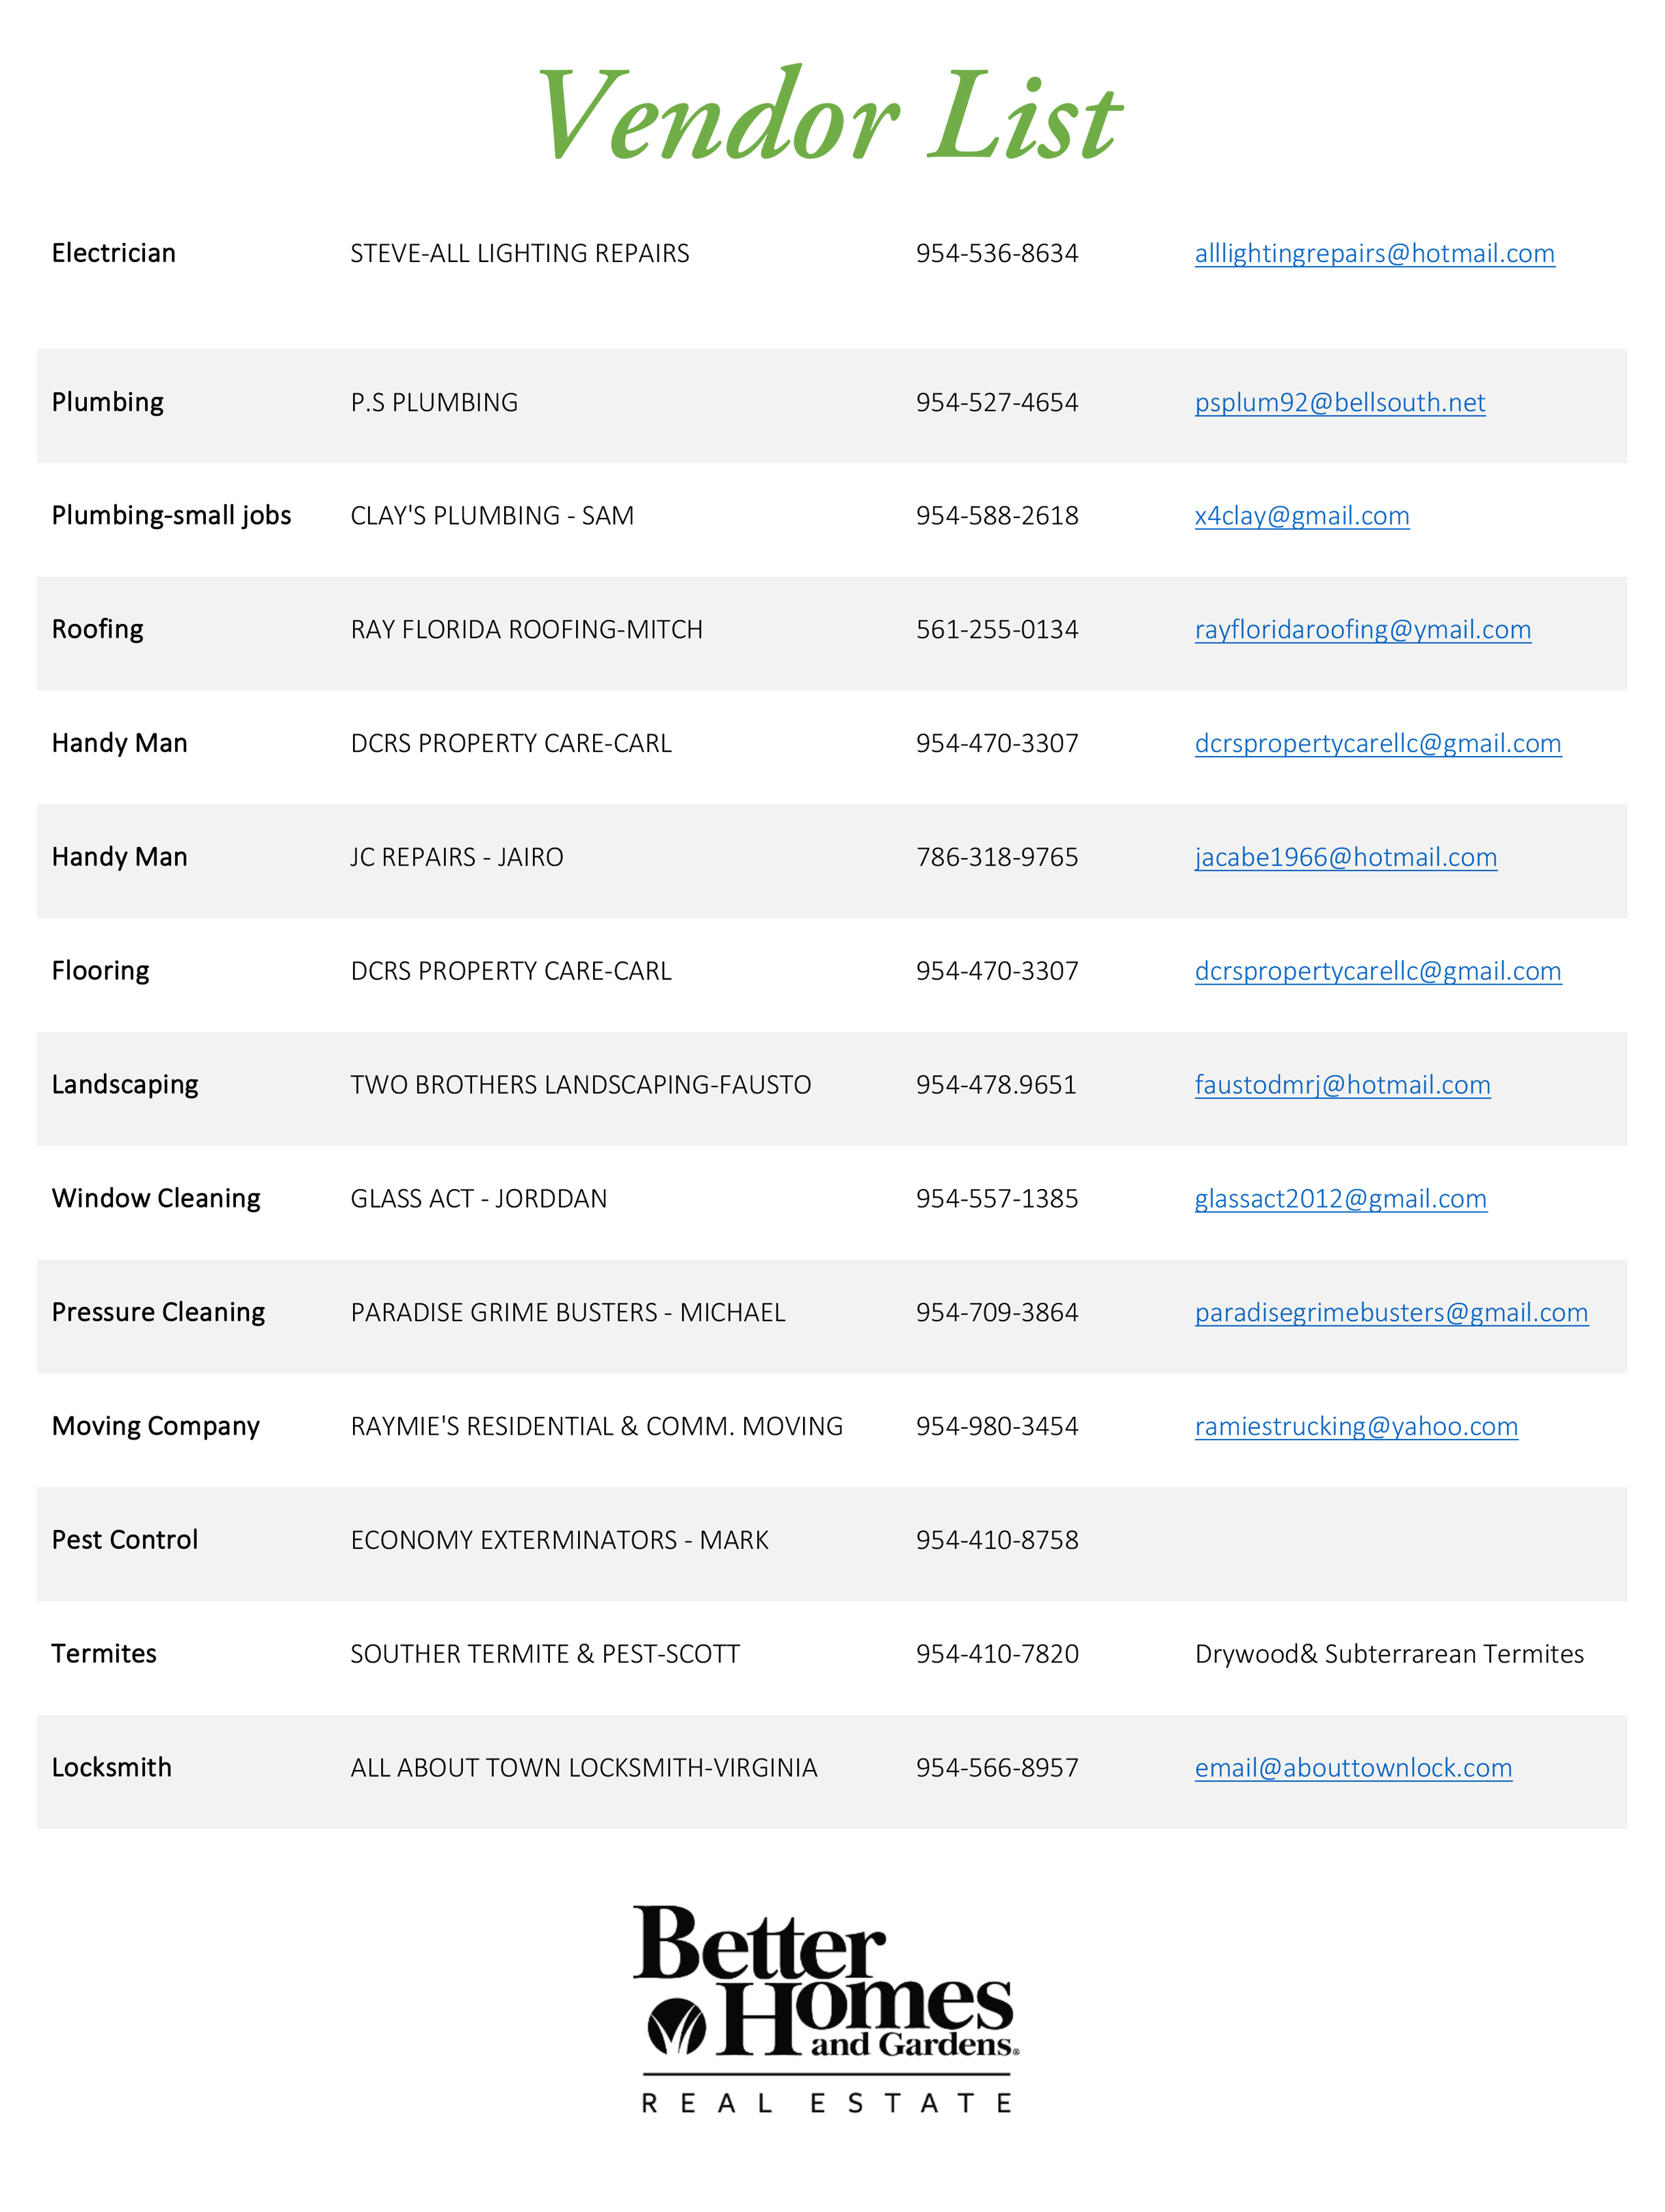 Vendor List
Electrician STEVE-ALL LIGHTING REPAIRS 954-536-8634 alllightingrepairs@hotmail.com
Plumbing P.S PLUMBING 954-527-4654 psplum92@bellsouth.net
Plumbing-small jobs CLAY'S PLUMBING - SAM 954-588-2618 x4clay@gmail.com
Roofing RAY FLORIDA ROOFING-MITCH 561-255-0134 rayfloridaroofing@ymail.com
Handy Man DCRS PROPERTY CARE-CARL 954-470-3307 dcrspropertycarellc@gmail.com
Handy Man JC REPAIRS - JAIRO 786-318-9765 jacabe1966@hotmail.com
Flooring DCRS PROPERTY CARE-CARL 954-470-3307 dcrspropertycarellc@gmail.com
Landscaping TWO BROTHERS LANDSCAPING-FAUSTO 954-478.9651 faustodmrj@hotmail.com
Window Cleaning GLASS ACT - JORDDAN 954-557-1385 glassact2012@gmail.com
Pressure Cleaning PARADISE GRIME BUSTERS - MICHAEL 954-709-3864 paradisegrimebusters@gmail.com
Moving Company RAYMIE'S RESIDENTIAL & COMM. MOVING 954-980-3454 ramiestrucking@yahoo.com
Pest Control ECONOMY EXTERMINATORS - MARK 954-410-8758
Termites SOUTHER TERMITE & PEST-SCOTT 954-410-7820 Drywood& Subterrarean Termites
Locksmith ALL ABOUT TOWN LOCKSMITH-VIRGINIA 954-566-8957 email@abouttownlock.com
Better
Homes
and Gardens®
REAL ESTATE